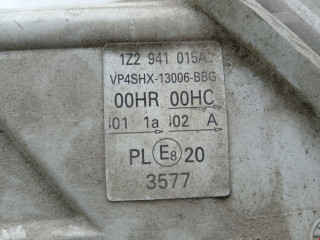 1Z2 941 015A
VP4SHX-13006-BBG
00HR 00HC
I01 1a I02 A
PL E8 20
3577